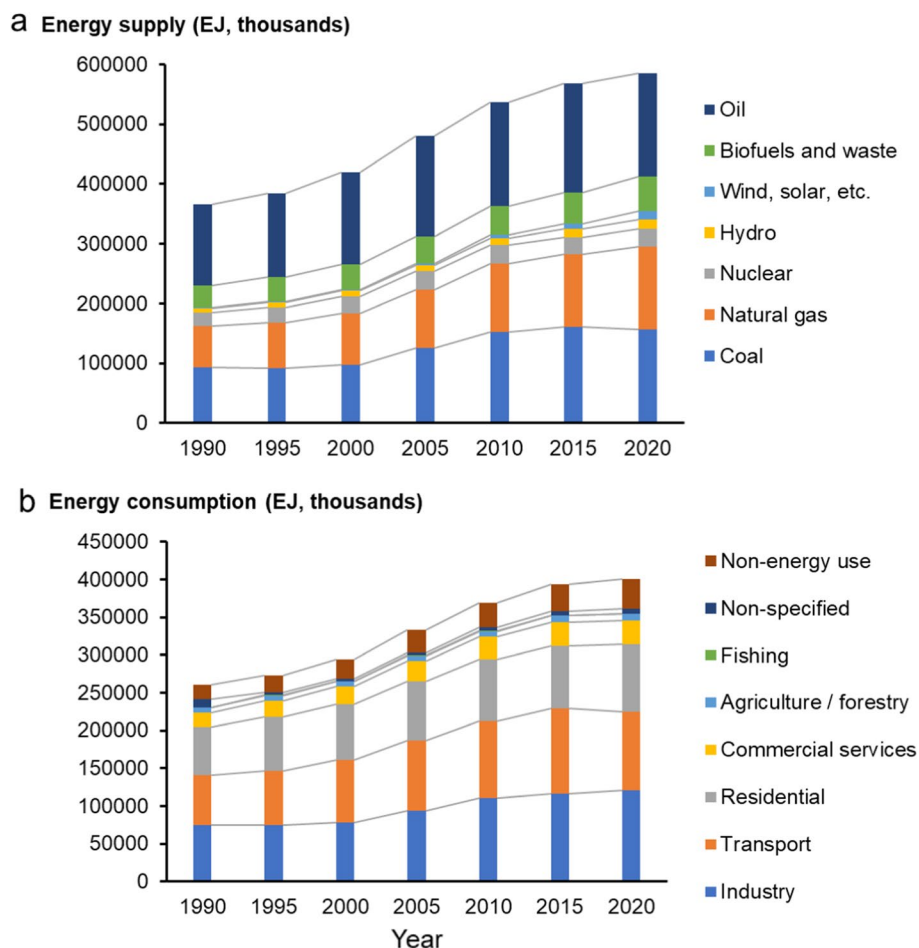 a Energy supply (EJ, thousands)
600000
500000
400000
300000
200000
100000
0
1990 1995 2000 2005 2010 2015 2020
Oil
Biofuels and waste
Wind, solar, etc.
Hydro
Nuclear
Natural gas
Coal
b Energy consumption (EJ, thousands)
450000
400000
350000
300000
250000
200000
150000
100000
50000
0
1990 1995 2000 2005 2010 2015 2020
Year
Non-energy use
Non-specified
Fishing
Agriculture / forestry
Commercial services
Residential
Transport
Industry